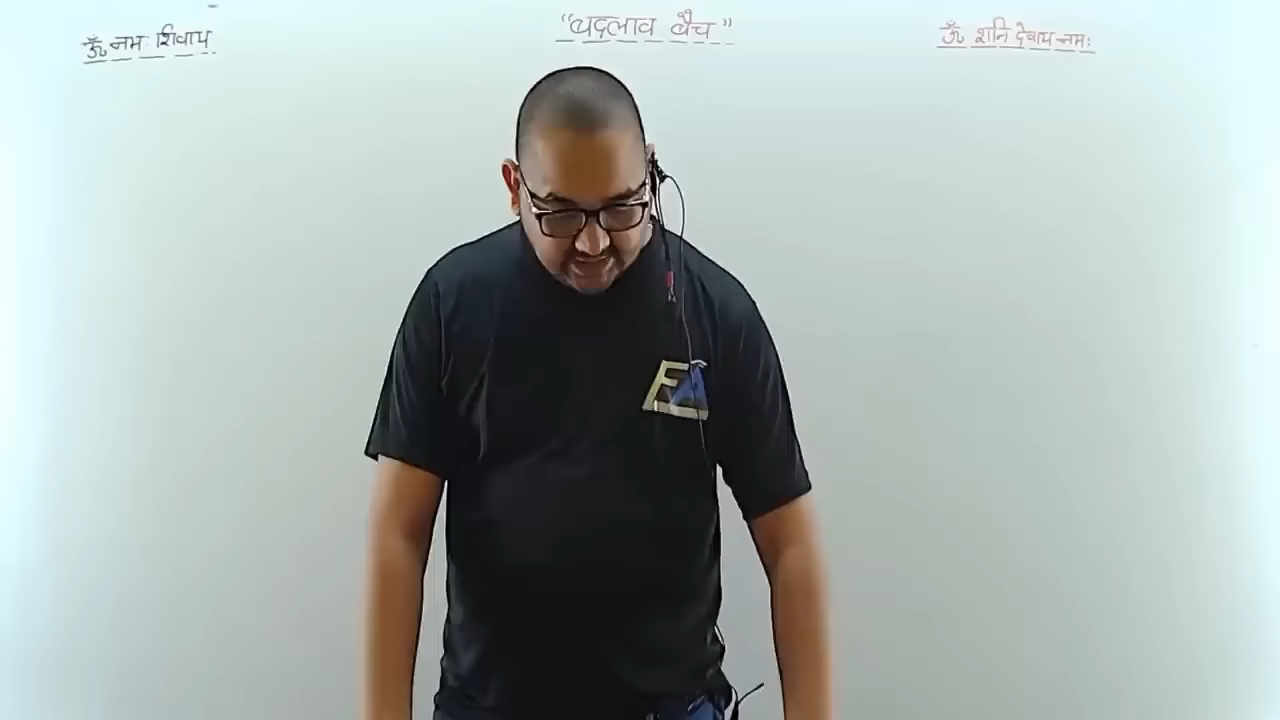 ॐ नमः शिवाय
"बदलाव बैच"
ॐ शनि देवाय नमः